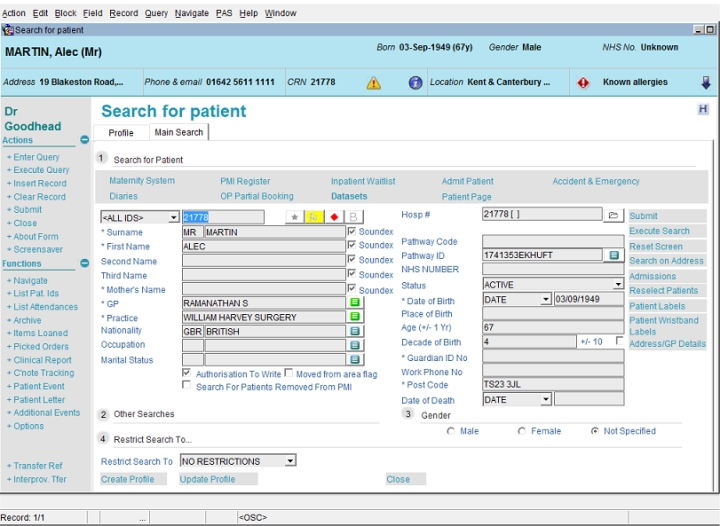 Action Edit Block Field Record Query Navigate PAS Help Window
Search for patient
MARTIN, Alec (Mr)
Born 03-Sep-1949 (67y) Gender Male NHS No. Unknown
Address 19 Blakeston Road,... Phone & email 01642 5611 1111 CRN 21778 Location Kent & Canterbury ... Known allergies
Dr Goodhead
Actions
+ Enter Query
+ Execute Query
+ Insert Record
+ Clear Record
+ Submit
+ Close
+ About Form
+ Screensaver
Functions
+ Navigate
+ List Pat. Ids
+ List Attendances
+ Archive
+ Items Loaned
+ Picked Orders
+ Clinical Report
+ C'note Tracking
+ Patient Event
+ Patient Letter
+ Additional Events
+ Options
+ Transfer Ref
+ Interprov. Tfer
Search for patient
H
Profile Main Search
1 Search for Patient
Maternity System PMI Register Inpatient Waitlist Admit Patient Accident & Emergency
Diaries OP Partial Booking Datasets Patient Page
<ALL IDS> 21778
* Surname MR MARTIN Soundex
* First Name ALEC Soundex
Second Name Soundex
Third Name Soundex
* Mother's Name Soundex
* GP RAMANATHAN S
* Practice WILLIAM HARVEY SURGERY
Nationality GBR BRITISH
Occupation
Marital Status
Authorisation To Write Moved from area flag
Search For Patients Removed From PMI
Hosp # 21778 [ ]
Pathway Code
Pathway ID 1741353EKHUFT
NHS NUMBER
Status ACTIVE
* Date of Birth DATE 03/09/1949
Place of Birth
Age (+/- 1 Yr) 67
Decade of Birth 4 +/- 10
* Guardian ID No
Work Phone No
* Post Code TS23 3JL
Date of Death DATE
Submit
Execute Search
Reset Screen
Search on Address
Admissions
Reselect Patients
Patient Labels
Patient Wristband Labels
Address/GP Details
2 Other Searches
3 Gender
Male Female Not Specified
4 Restrict Search To...
Restrict Search To NO RESTRICTIONS
Create Profile Update Profile Close
Record: 1/1 ... <OSC>